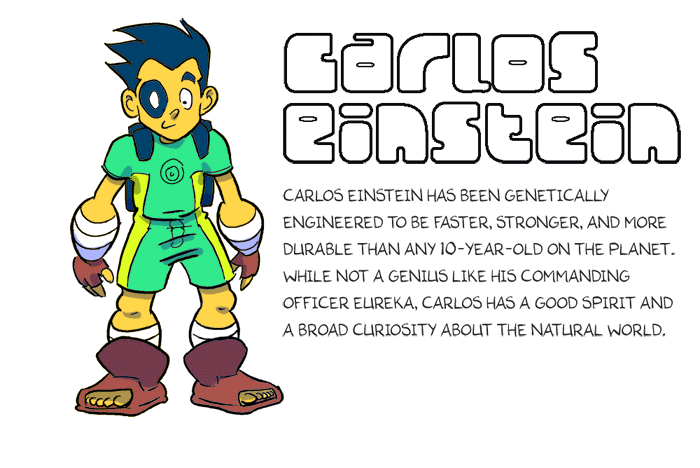 Carlos
einstein
CARLOS EINSTEIN HAS BEEN GENETICALLY
ENGINEERED TO BE FASTER, STRONGER, AND MORE
DURABLE THAN ANY 10-YEAR-OLD ON THE PLANET.
WHILE NOT A GENIUS LIKE HIS COMMANDING
OFFICER EUREKA, CARLOS HAS A GOOD SPIRIT AND
A BROAD CURIOSITY ABOUT THE NATURAL WORLD.